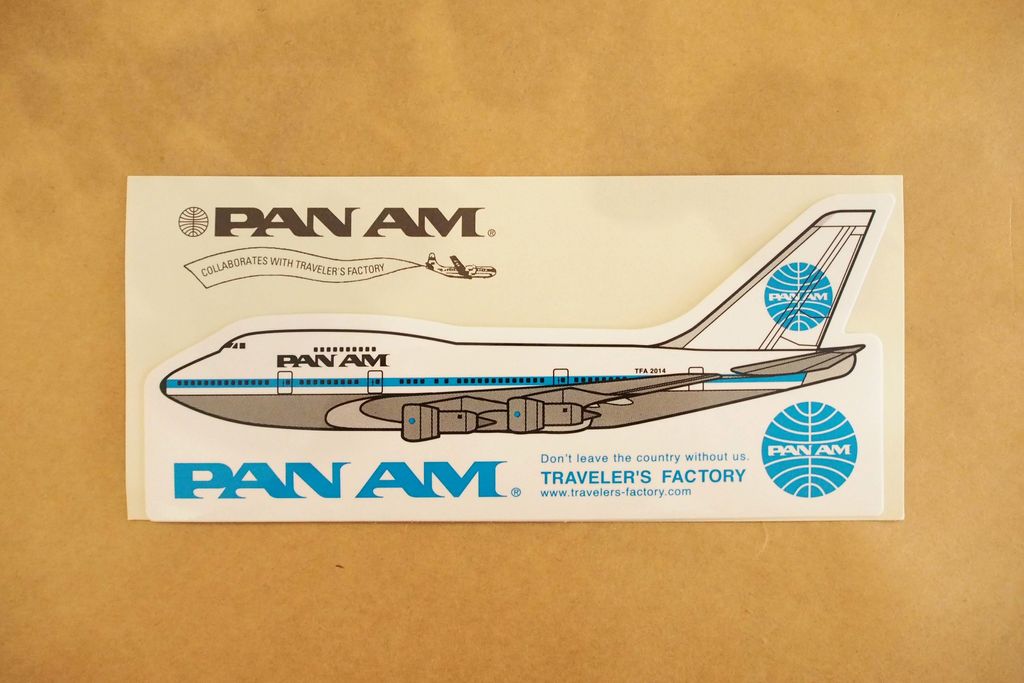 PAN AM®
COLLABORATES WITH TRAVELER'S FACTORY
PAN AM
PAN AM
TFA 2014
PAN AM®
Don't leave the country without us.
TRAVELER'S FACTORY
www.travelers-factory.com
PAN AM